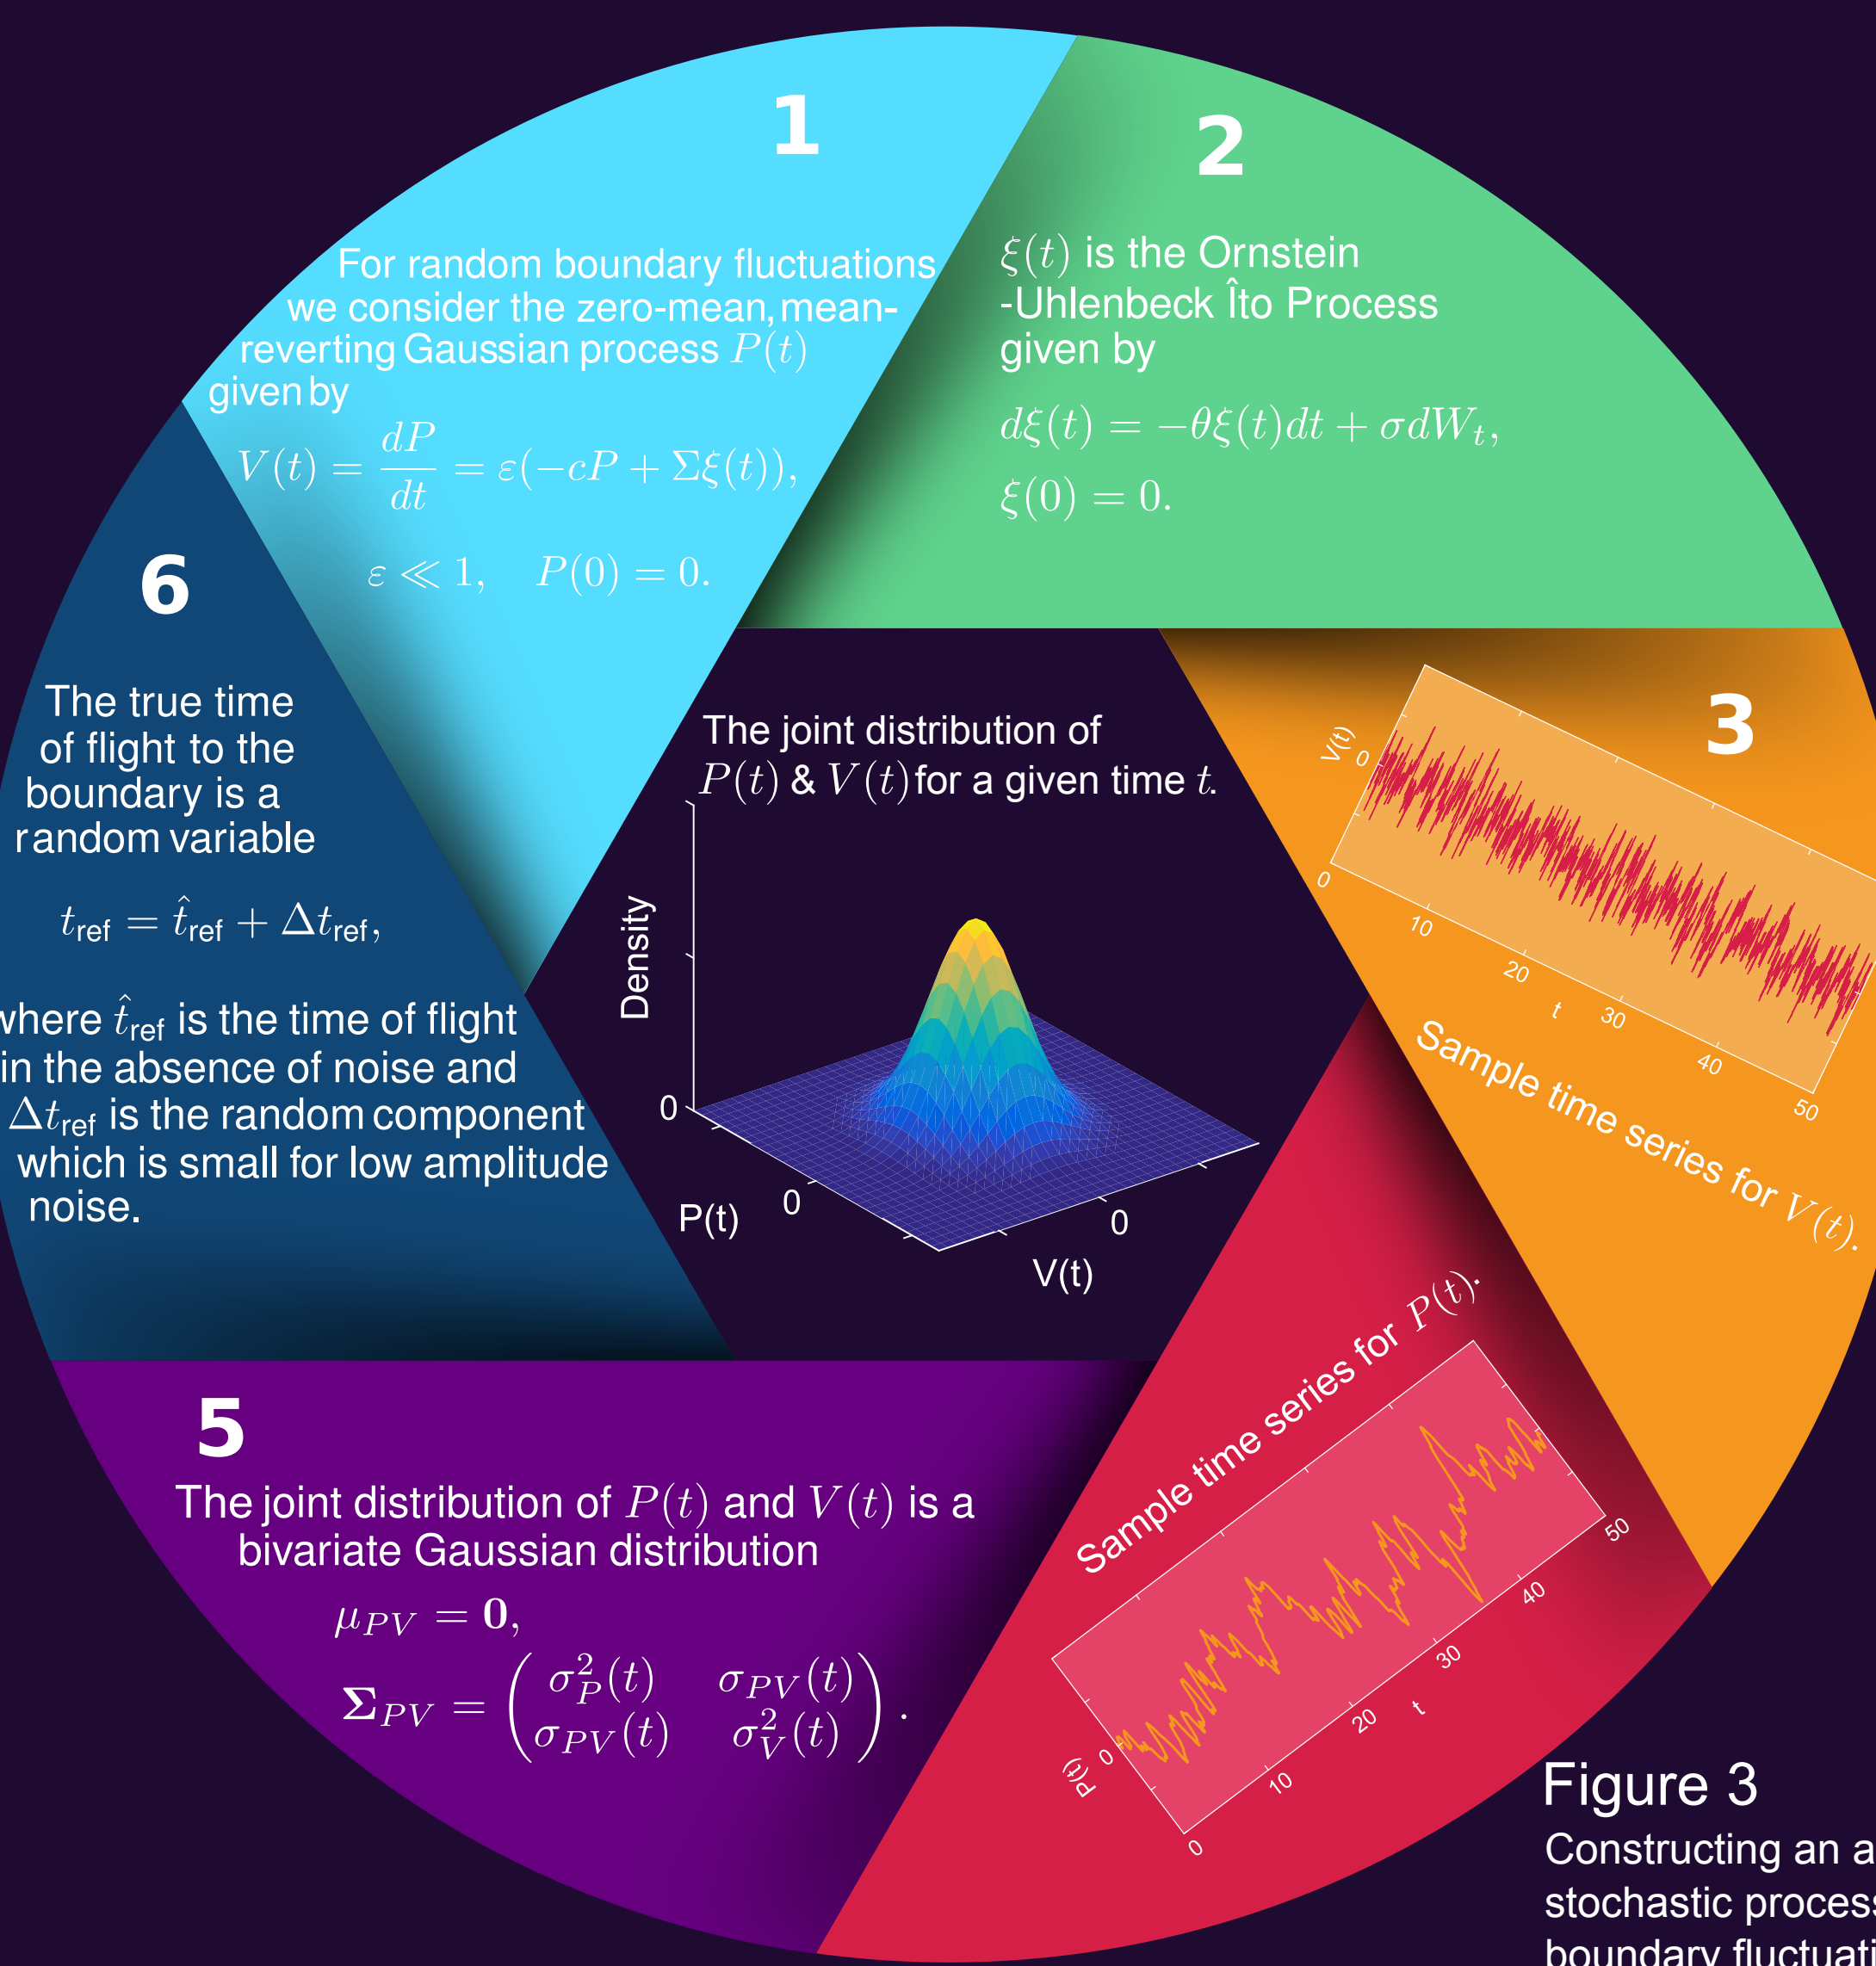 1
For random boundary fluctuations
we consider the zero-mean, mean-
reverting Gaussian process P(t)
given by
V(t) = dP/dt = ε(−cP + Σξ(t)),
ε ≪ 1, P(0) = 0.
2
ξ(t) is the Ornstein
-Uhlenbeck Îto Process
given by
dξ(t) = −θξ(t)dt + σdW_t,
ξ(0) = 0.
3
V(t)
0
0
10
20
t
30
40
50
Sample time series for V(t).
Sample time series for P(t).
P(t)
0
0
10
20
t
30
40
50
5
The joint distribution of P(t) and V(t) is a
bivariate Gaussian distribution
μ_PV = 0,
Σ_PV = ( σ²_P(t) σ_PV(t)
σ_PV(t) σ²_V(t) ) .
6
The true time
of flight to the
boundary is a
random variable
t_ref = t̂_ref + Δt_ref,
where t̂_ref is the time of flight
in the absence of noise and
Δt_ref is the random component
which is small for low amplitude
noise.
The joint distribution of
P(t) & V(t) for a given time t.
Density
0
P(t)
0
V(t)
0
Figure 3
Constructing an
stochastic
boundary